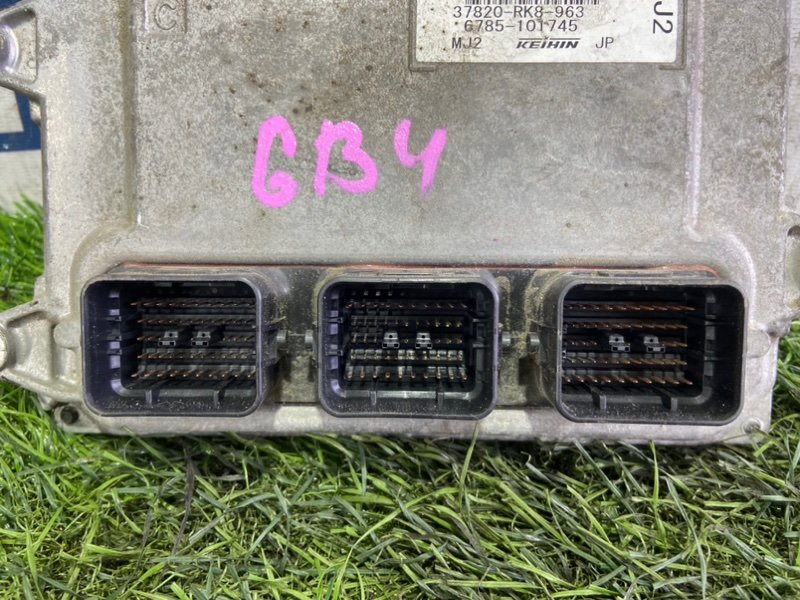 C
37820-RK8-963
6785-101745
MJ2 KEIHIN JP
J2
GB4